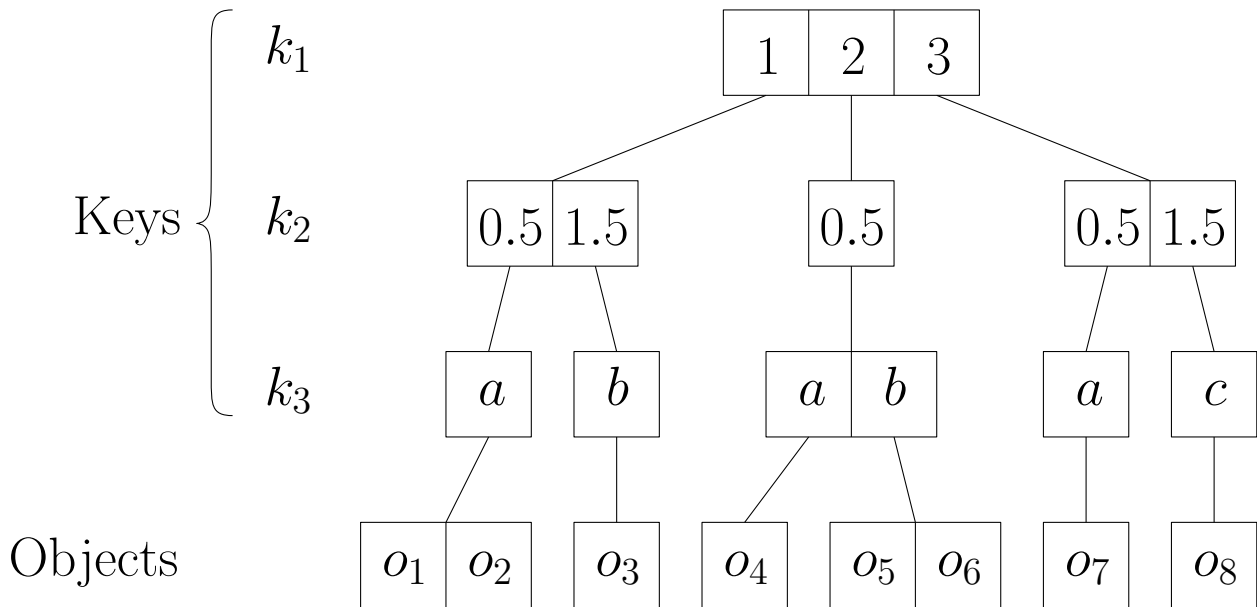 k₁ 1 2 3
Keys k₂ 0.5 1.5 0.5 0.5 1.5
k₃ a b a b a c
Objects o₁ o₂ o₃ o₄ o₅ o₆ o₇ o₈